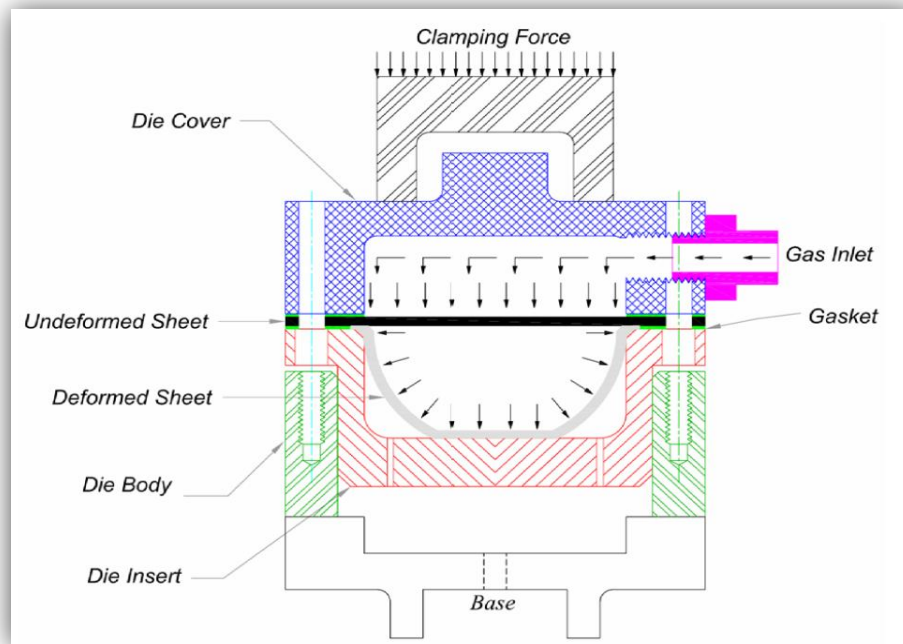 Clamping Force
Die Cover
Gas Inlet
Undeformed Sheet
Gasket
Deformed Sheet
Die Body
Die Insert
Base